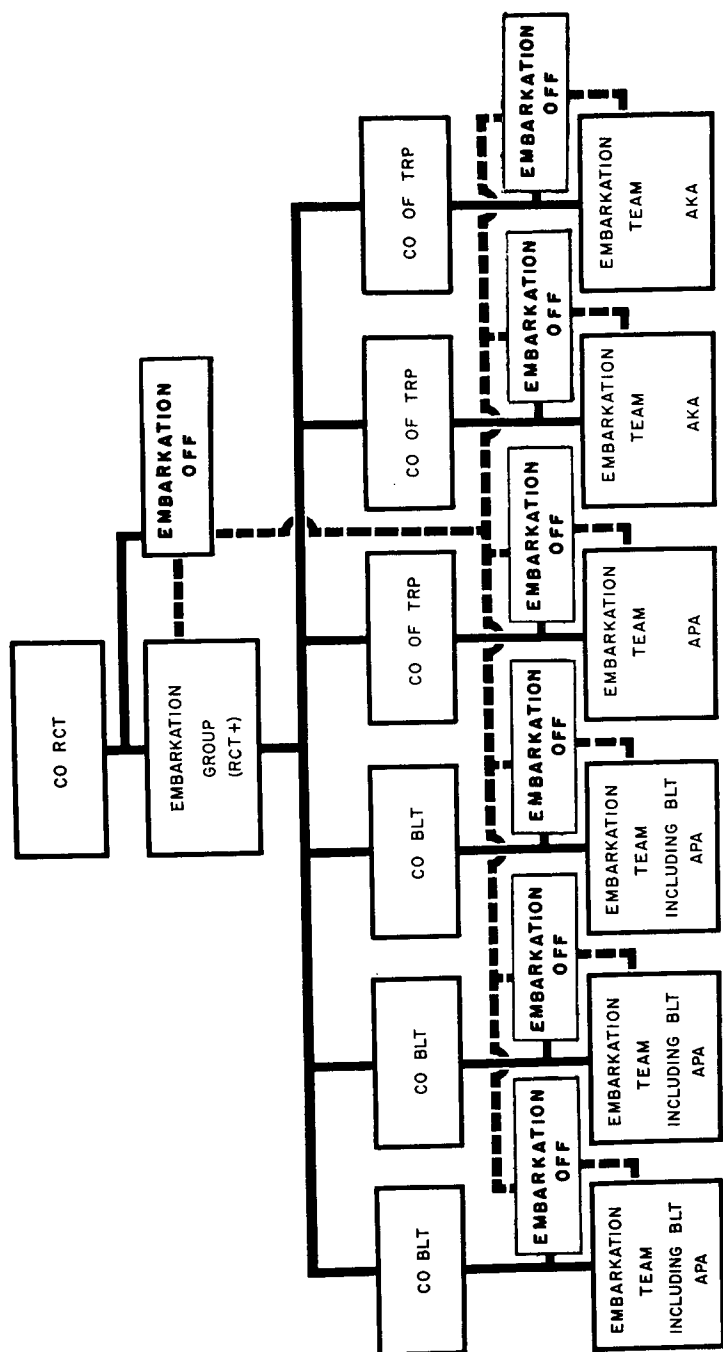 CO RCT
EMBARKATION
GROUP
(RCT+)
EMBARKATION
OFF
CO BLT
CO BLT
CO BLT
CO OF TRP
CO OF TRP
CO OF TRP
EMBARKATION
OFF
EMBARKATION
OFF
EMBARKATION
OFF
EMBARKATION
OFF
EMBARKATION
OFF
EMBARKATION
OFF
EMBARKATION
TEAM
INCLUDING BLT
APA
EMBARKATION
TEAM
INCLUDING BLT
APA
EMBARKATION
TEAM
INCLUDING BLT
APA
EMBARKATION
TEAM
APA
EMBARKATION
TEAM
AKA
EMBARKATION
TEAM
AKA